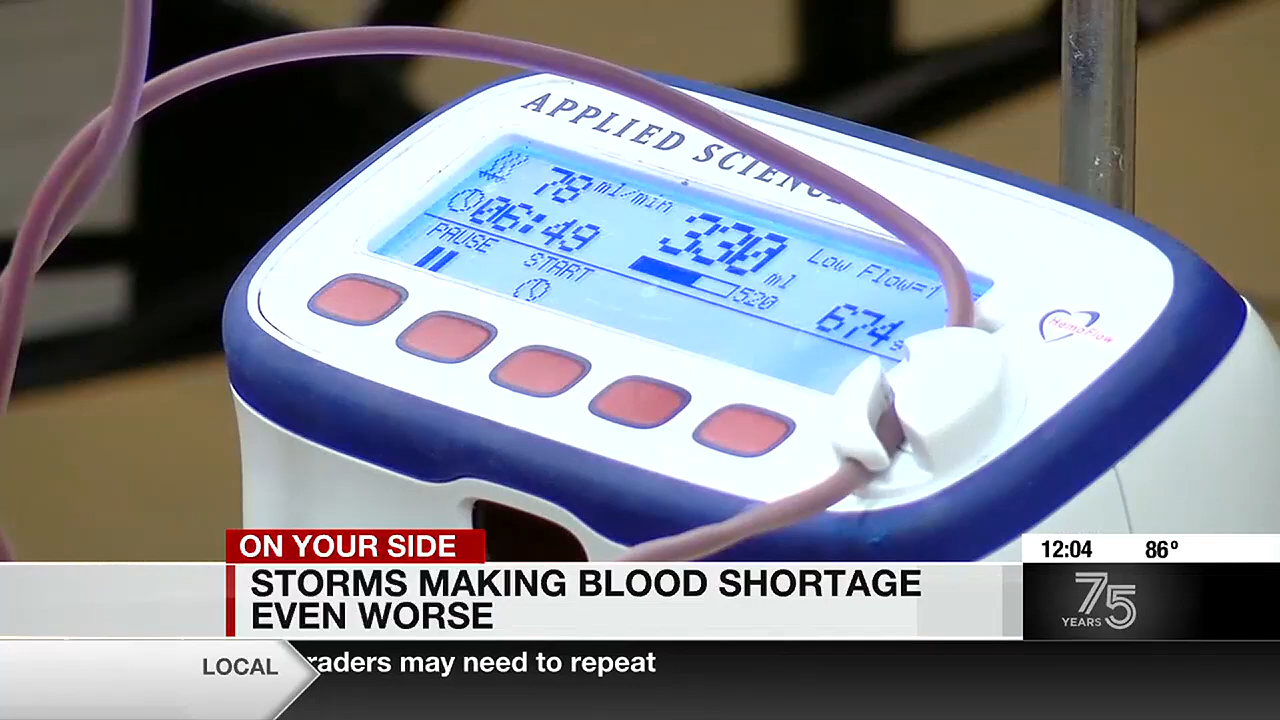 APPLIED SCIENC
78 ml/min
06:49
330 ml
Low Flow=1
PAUSE
START
520
674 g
HemoFlow
ON YOUR SIDE
STORMS MAKING BLOOD SHORTAGE
EVEN WORSE
12:04 86°
75
YEARS
LOCAL
raders may need to repeat